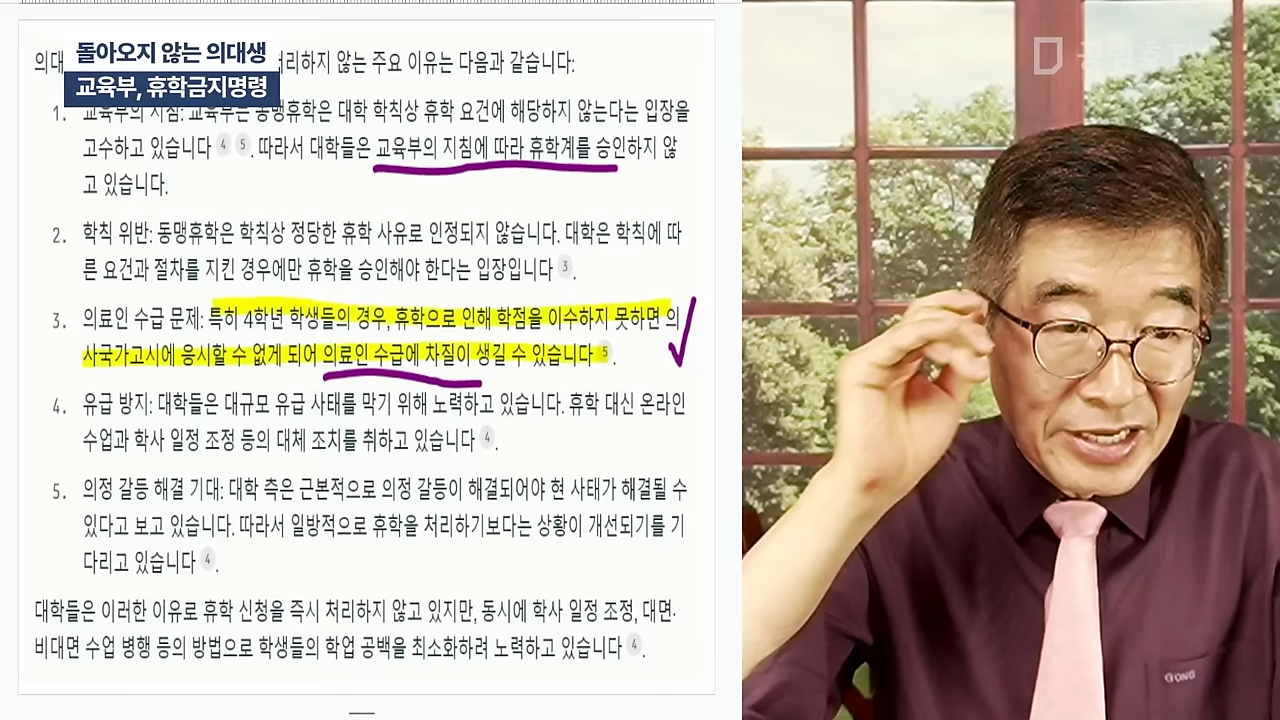 돌아오지 않는 의대생
교육부, 휴학금지명령
의대
처리하지 않는 주요 이유는 다음과 같습니다:
1. 교육부의 지침: 교육부는 동맹휴학은 대학 학칙상 휴학 요건에 해당하지 않는다는 입장을
고수하고 있습니다 4 5. 따라서 대학들은 교육부의 지침에 따라 휴학계를 승인하지 않
고 있습니다.
2. 학칙 위반: 동맹휴학은 학칙상 정당한 휴학 사유로 인정되지 않습니다. 대학은 학칙에 따
른 요건과 절차를 지킨 경우에만 휴학을 승인해야 한다는 입장입니다 3.
3. 의료인 수급 문제: 특히 4학년 학생들의 경우, 휴학으로 인해 학점을 이수하지 못하면 의
사국가고시에 응시할 수 없게 되어 의료인 수급에 차질이 생길 수 있습니다 5.
4. 유급 방지: 대학들은 대규모 유급 사태를 막기 위해 노력하고 있습니다. 휴학 대신 온라인
수업과 학사 일정 조정 등의 대체 조치를 취하고 있습니다 4.
5. 의정 갈등 해결 기대: 대학 측은 근본적으로 의정 갈등이 해결되어야 현 사태가 해결될 수
있다고 보고 있습니다. 따라서 일방적으로 휴학을 처리하기보다는 상황이 개선되기를 기
다리고 있습니다 4.
대학들은 이러한 이유로 휴학 신청을 즉시 처리하지 않고 있지만, 동시에 학사 일정 조정, 대면·
비대면 수업 병행 등의 방법으로 학생들의 학업 공백을 최소화하려 노력하고 있습니다 4.
GONG